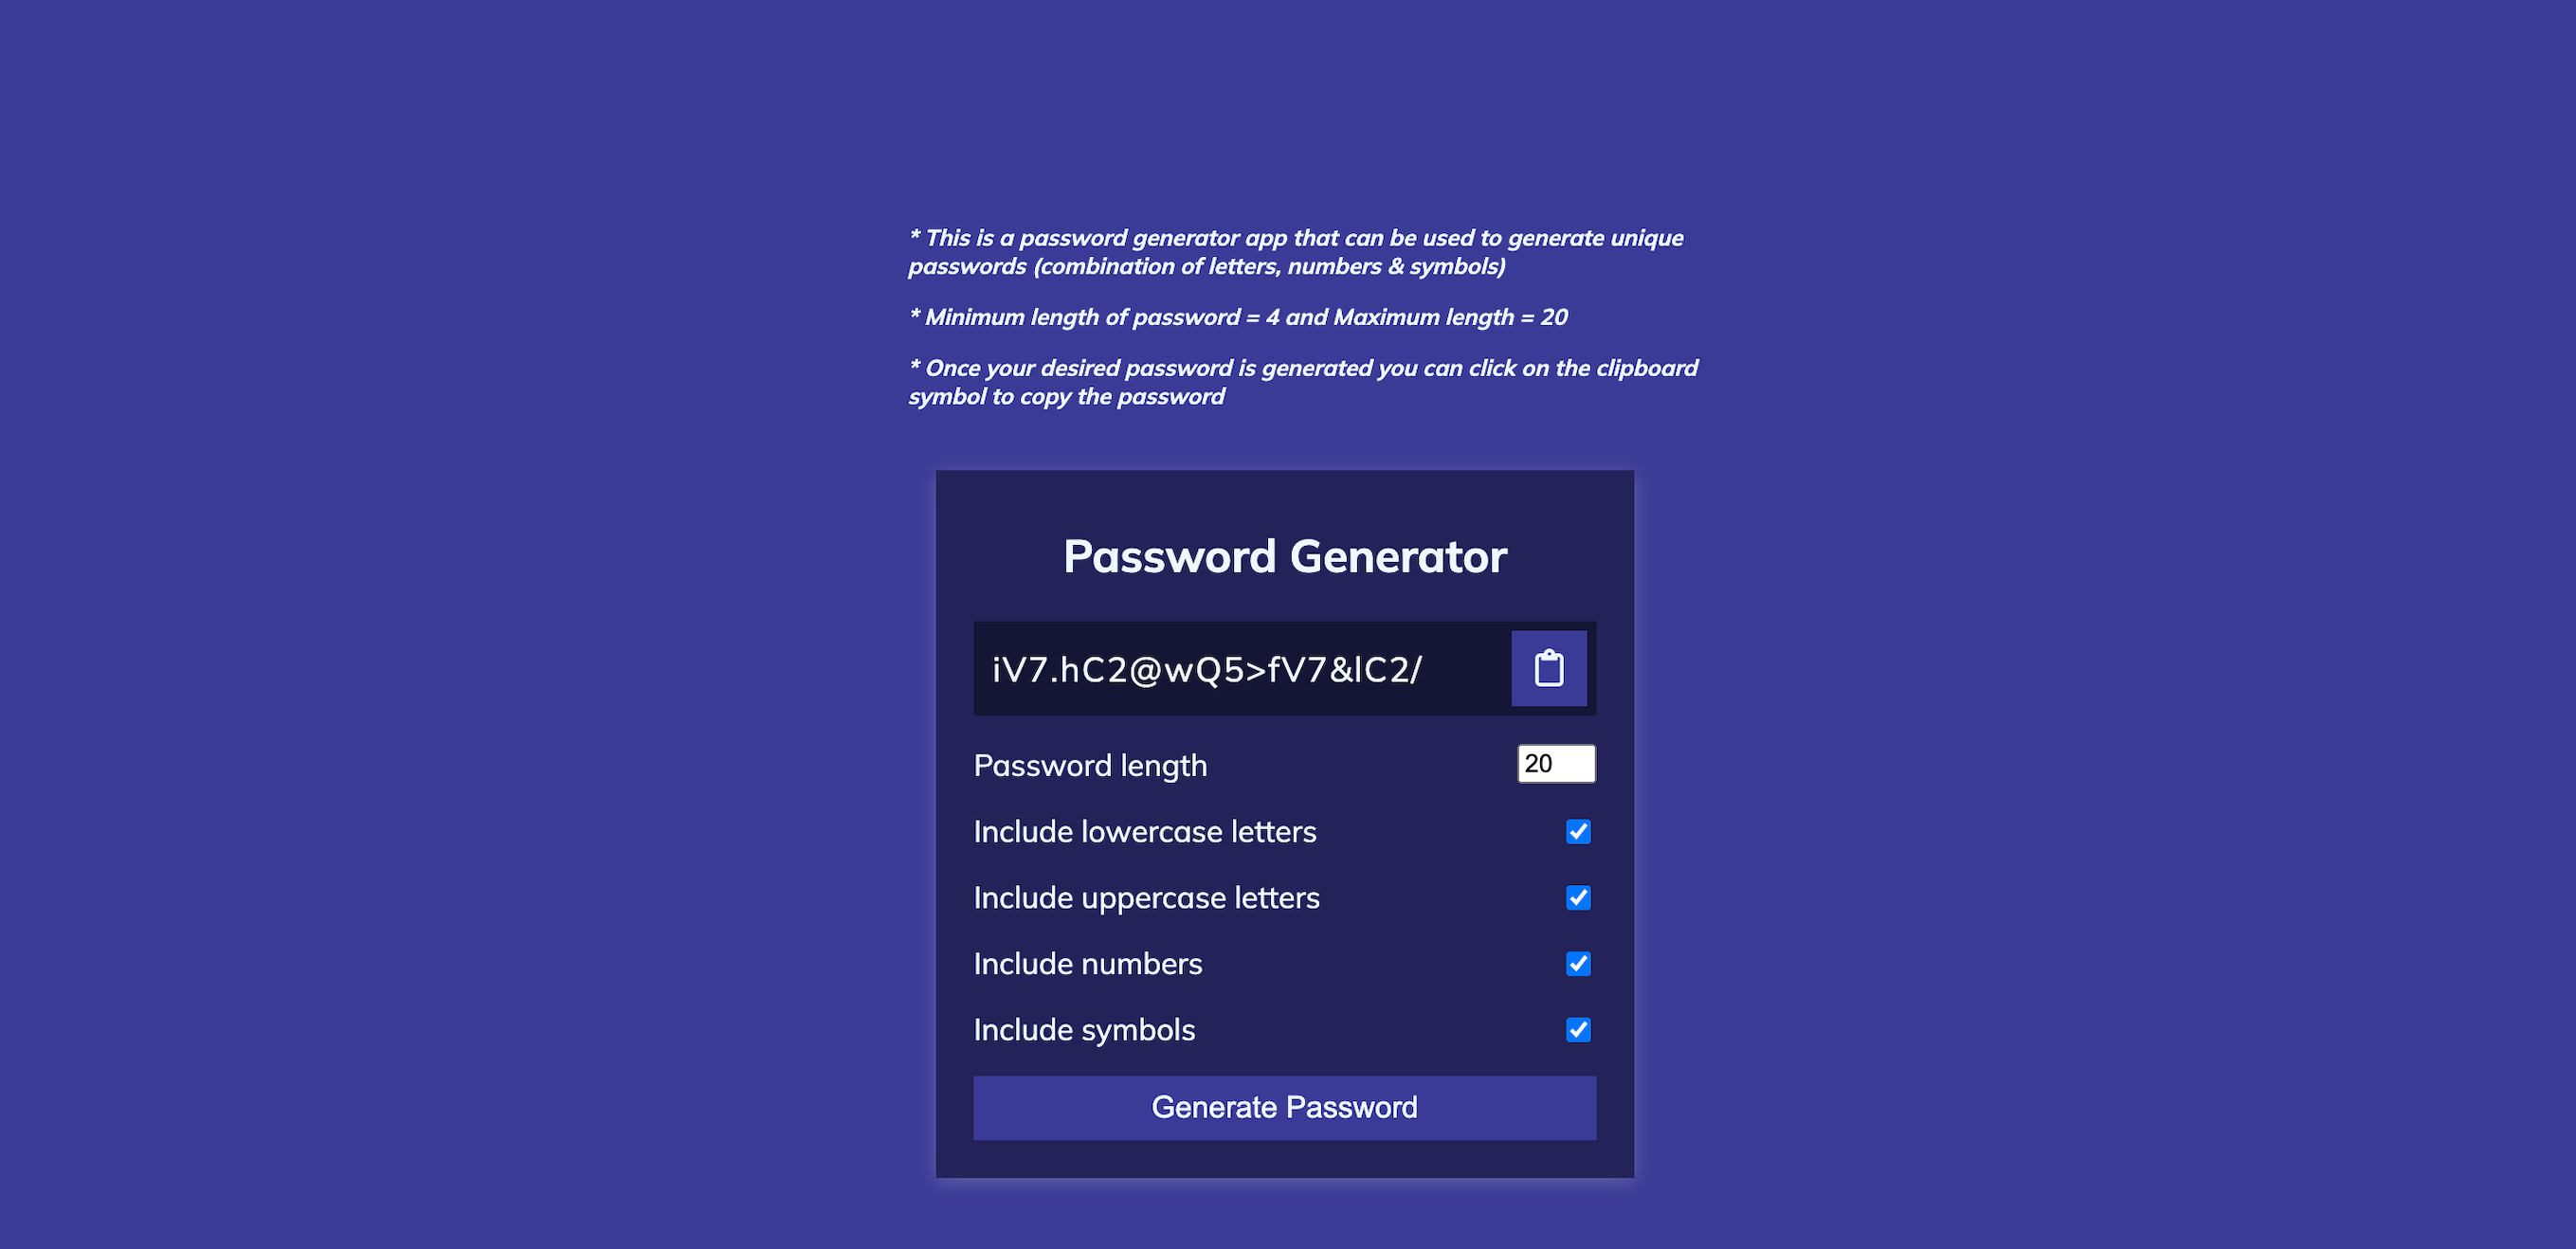 * This is a password generator app that can be used to generate unique
passwords (combination of letters, numbers & symbols)
* Minimum length of password = 4 and Maximum length = 20
* Once your desired password is generated you can click on the clipboard
symbol to copy the password
Password Generator
iV7.hC2@wQ5>fV7&lC2/
Password length 20
Include lowercase letters
Include uppercase letters
Include numbers
Include symbols
Generate Password